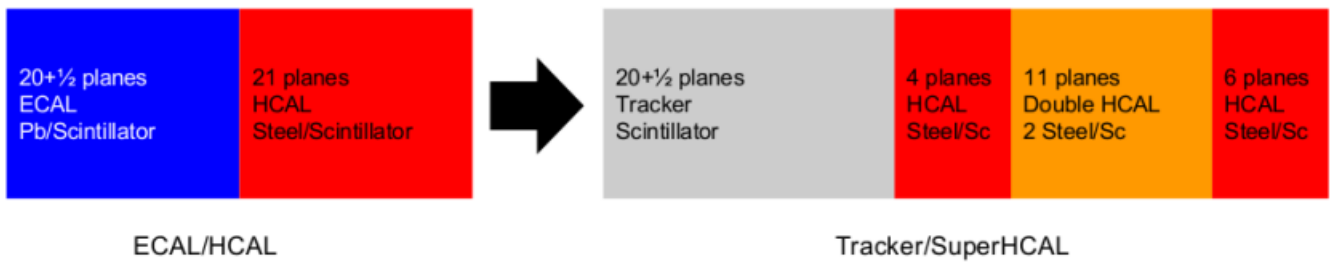 20+½ planes
ECAL
Pb/Scintillator
21 planes
HCAL
Steel/Scintillator
20+½ planes
Tracker
Scintillator
4 planes
HCAL
Steel/Sc
11 planes
Double HCAL
2 Steel/Sc
6 planes
HCAL
Steel/Sc
ECAL/HCAL
Tracker/SuperHCAL